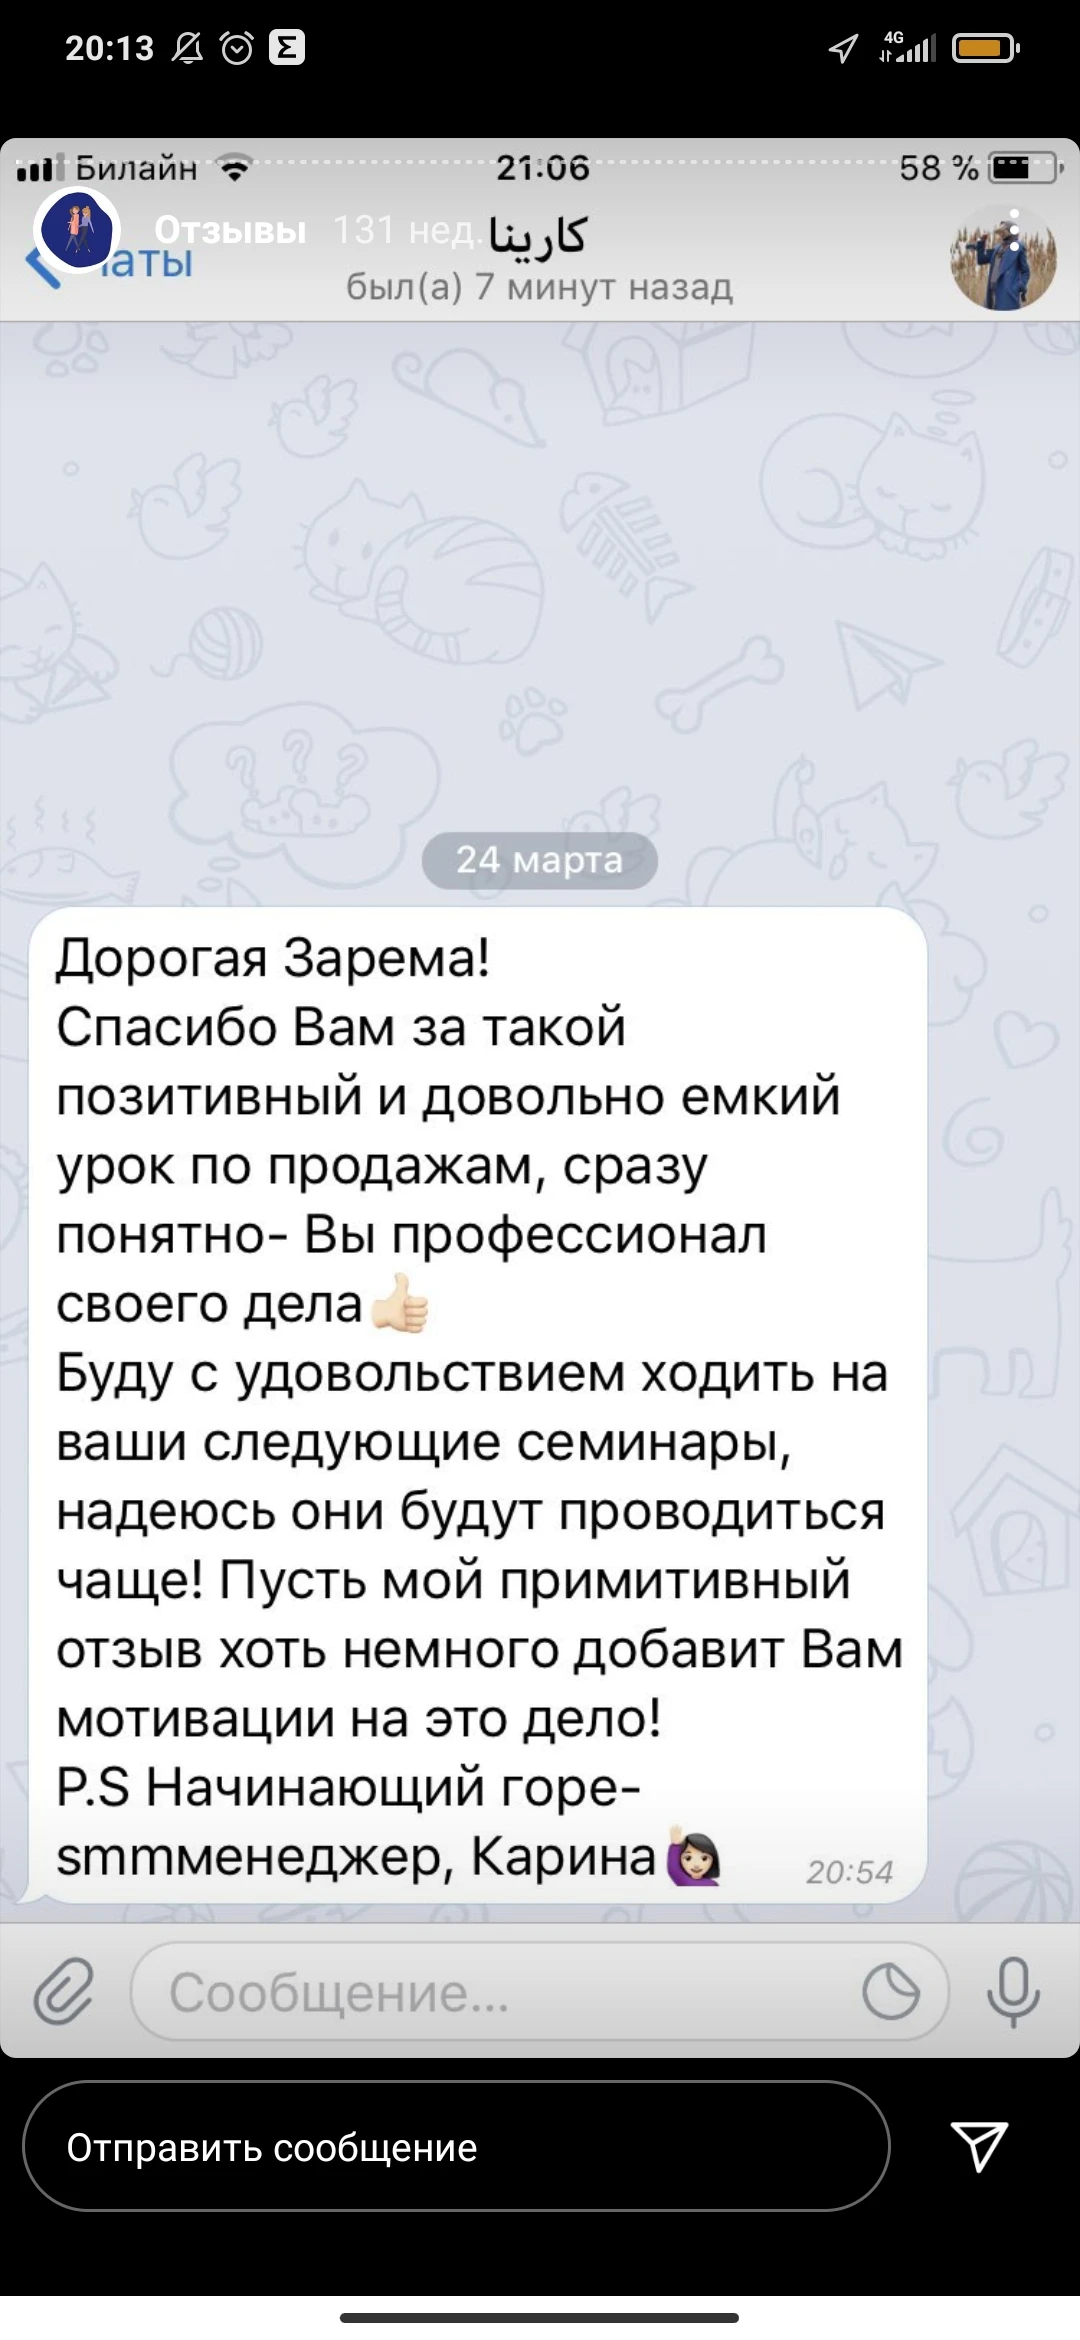 20:13
4G
Билайн 21:06 58 %
Отзывы 131 нед.
كارينا
был(а) 7 минут назад
24 марта
Дорогая Зарема!
Спасибо Вам за такой
позитивный и довольно емкий
урок по продажам, сразу
понятно- Вы профессионал
своего дела👍🏻
Буду с удовольствием ходить на
ваши следующие семинары,
надеюсь они будут проводиться
чаще! Пусть мой примитивный
отзыв хоть немного добавит Вам
мотивации на это дело!
P.S Начинающий горе-
smmменеджер, Карина🙋🏻‍♀️
20:54
Сообщение...
Отправить сообщение